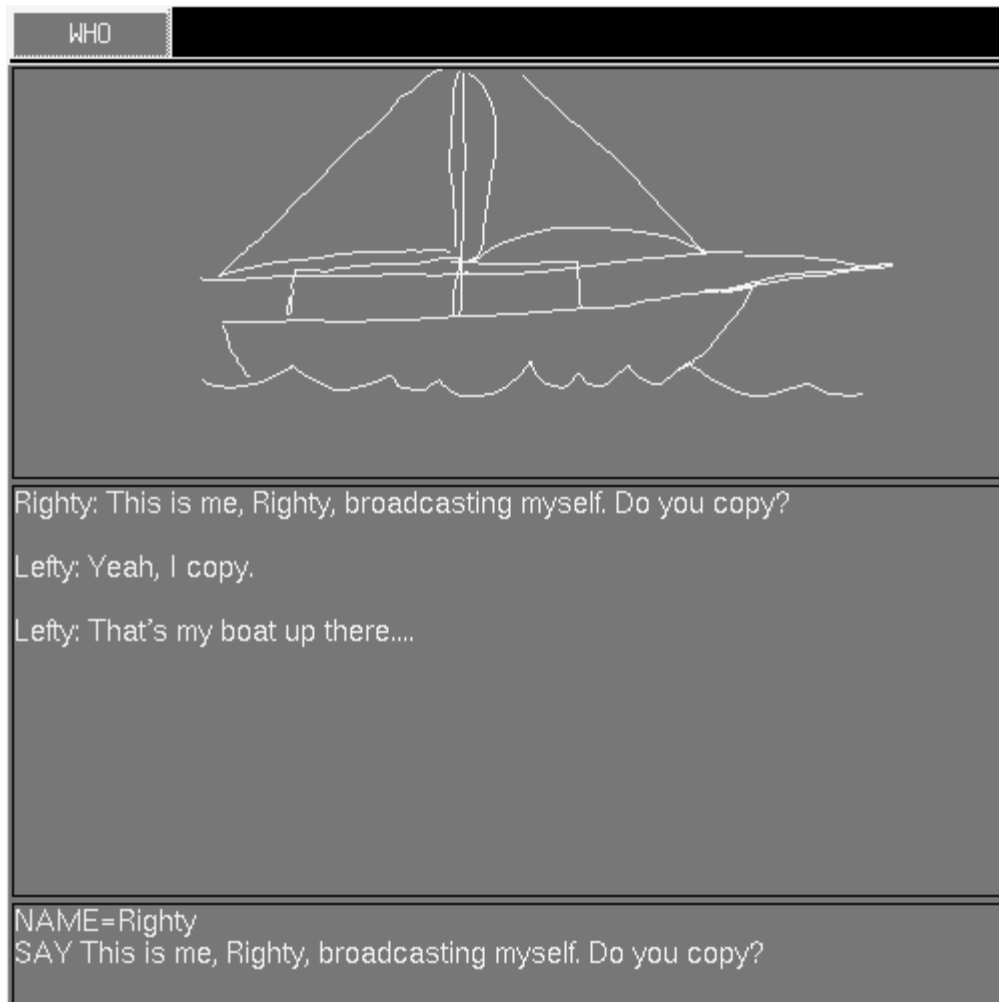 WHO
Righty: This is me, Righty, broadcasting myself. Do you copy?
Lefty: Yeah, I copy.
Lefty: That's my boat up there....
NAME=Righty
SAY This is me, Righty, broadcasting myself. Do you copy?